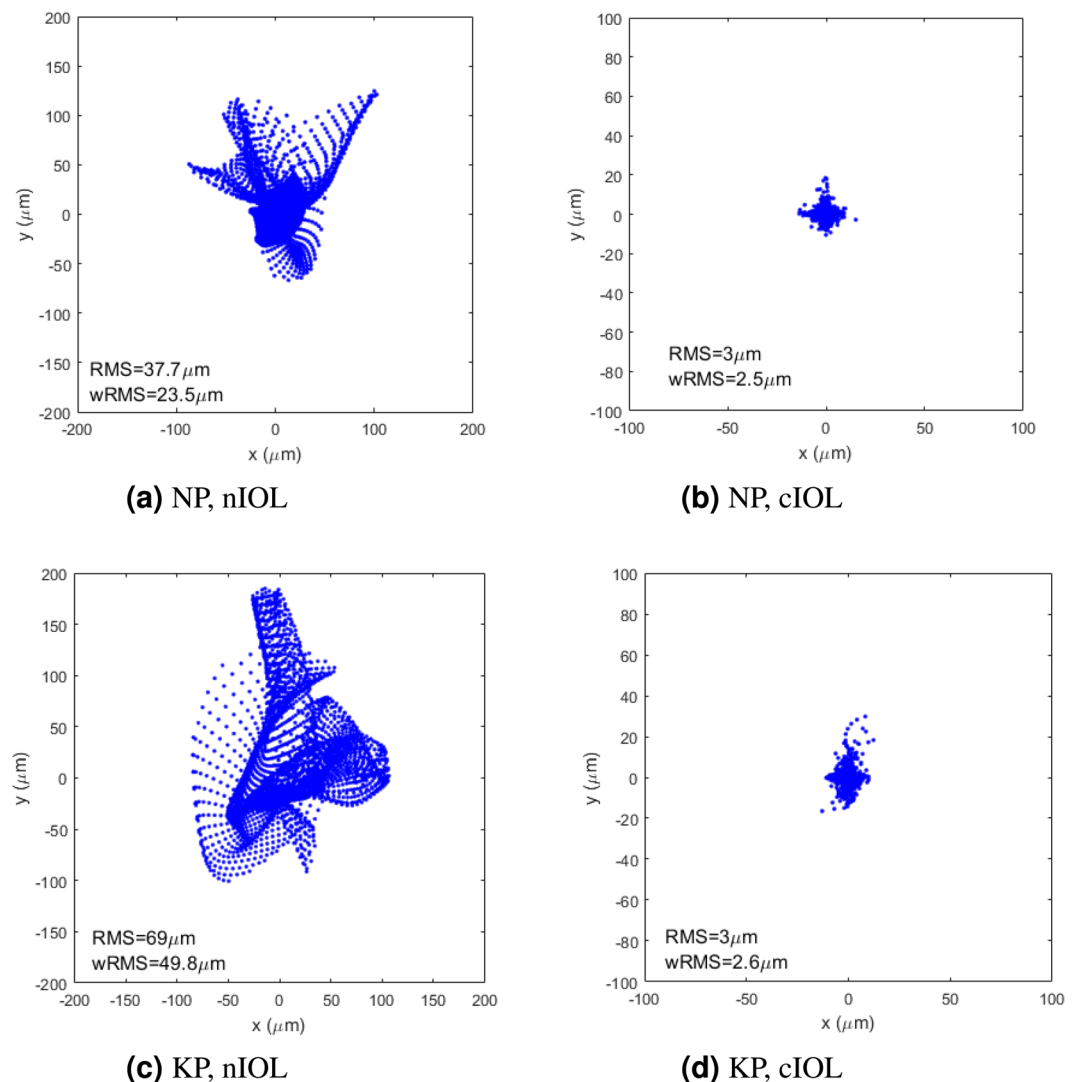 200
150
100
50
0
-50
-100
-150
-200
y (μm)
RMS=37.7μm
wRMS=23.5μm
-200 -100 0 100 200
x (μm)
(a) NP, nIOL
100
80
60
40
20
0
-20
-40
-60
-80
-100
y (μm)
RMS=3μm
wRMS=2.5μm
-100 -50 0 50 100
x (μm)
(b) NP, cIOL
200
150
100
50
0
-50
-100
-150
-200
y (μm)
RMS=69μm
wRMS=49.8μm
-200 -150 -100 -50 0 50 100 150 200
x (μm)
(c) KP, nIOL
100
80
60
40
20
0
-20
-40
-60
-80
-100
y (μm)
RMS=3μm
wRMS=2.6μm
-100 -50 0 50 100
x (μm)
(d) KP, cIOL